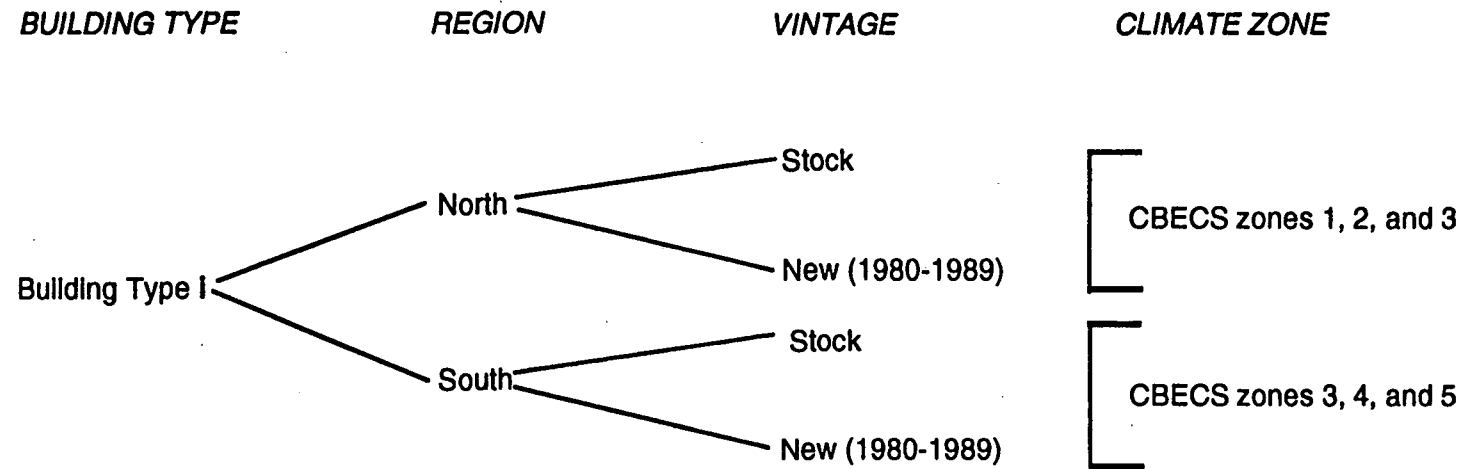 BUILDING TYPE REGION VINTAGE CLIMATE ZONE
Stock
North
CBECS zones 1, 2, and 3
New (1980-1989)
Building Type I
Stock
South
CBECS zones 3, 4, and 5
New (1980-1989)